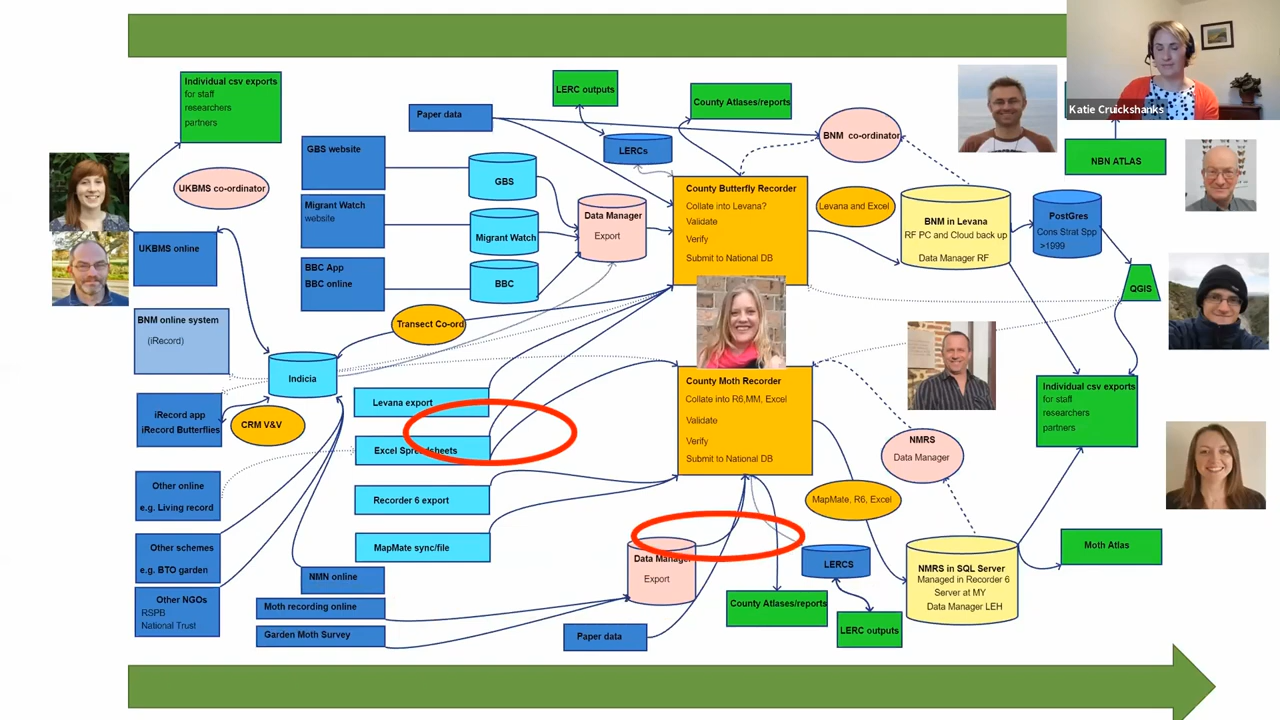 Individual csv exports
for staff
researchers
partners
UKBMS co-ordinator
UKBMS online
BNM online system
(iRecord)
iRecord app
iRecord Butterflies
CRM V&V
Other online
e.g. Living record
Other schemes
e.g. BTO garden
Other NGOs
RSPB
National Trust
Indicia
GBS website
Migrant Watch
website
BBC App
BBC online
Paper data
GBS
Migrant Watch
BBC
Transect Co-ord
Data Manager
Export
LERC outputs
LERCs
County Atlases/reports
BNM co-ordinator
County Butterfly Recorder
Collate into Levana?
Validate
Verify
Submit to National DB
Levana and Excel
BNM in Levana
RF PC and Cloud back up
Data Manager RF
PostGres
Cons Strat Spp
>1999
NBN ATLAS
QGIS
Katie Cruickshanks
Levana export
Excel Spreadsheets
Recorder 6 export
MapMate sync/file
County Moth Recorder
Collate into R6,MM, Excel
Validate
Verify
Submit to National DB
NMRS
Data Manager
MapMate, R6, Excel
Individual csv exports
for staff
researchers
partners
NMN online
Moth recording online
Garden Moth Survey
Paper data
Data Manager
Export
County Atlases/reports
LERCS
LERC outputs
NMRS in SQL Server
Managed in Recorder 6
Server at MY
Data Manager LEH
Moth Atlas